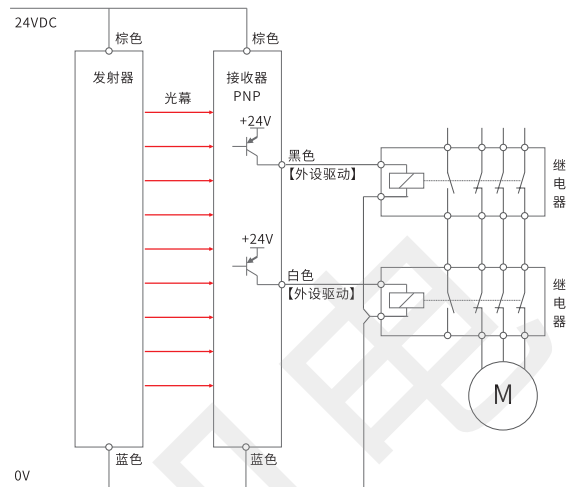 24VDC
棕色
棕色
发射器
接收器
PNP
光幕
+24V
黑色
【外设驱动】
继
电
器
+24V
白色
【外设驱动】
继
电
器
M
蓝色
蓝色
0V
电